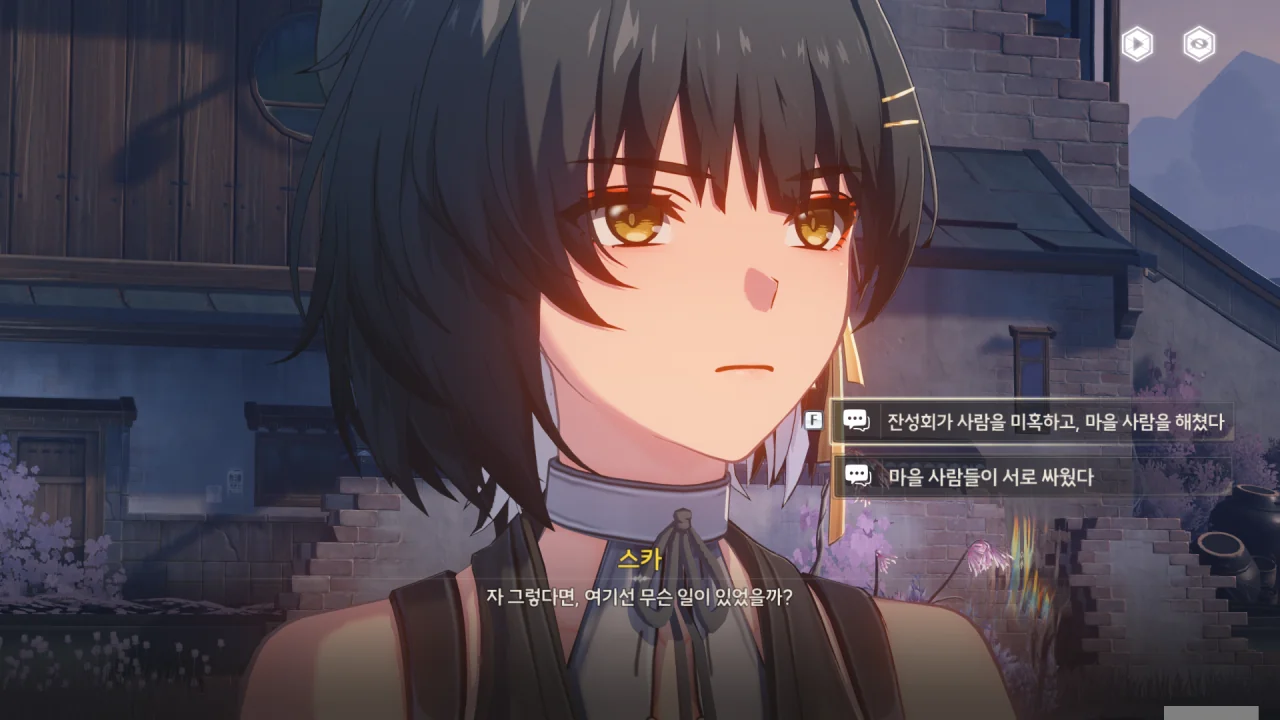 F
잔성회가 사람을 미혹하고, 마을 사람을 해쳤다
마을 사람들이 서로 싸웠다
스카
자 그렇다면, 여기선 무슨 일이 있었을까?